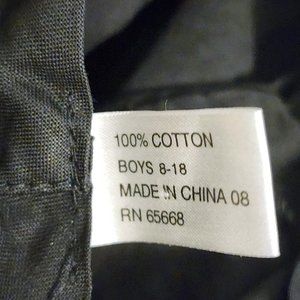 100% COTTON
BOYS 8-18
MADE IN CHINA 08
RN 65668